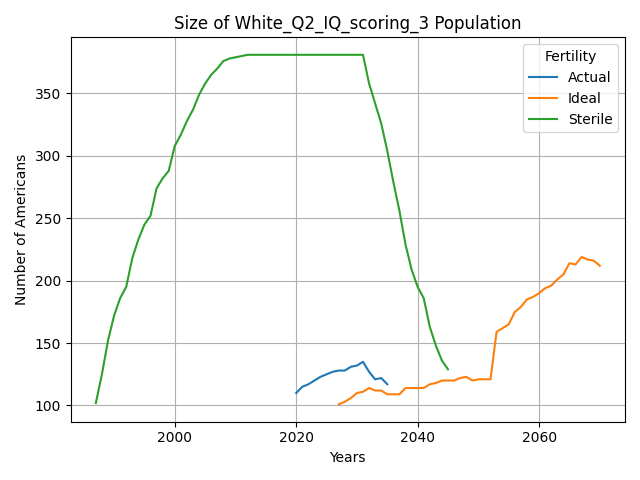 Size of White_Q2_IQ_scoring_3 Population
Fertility
Actual
Ideal
Sterile
Number of Americans
350
300
250
200
150
100
2000
2020
2040
2060
Years